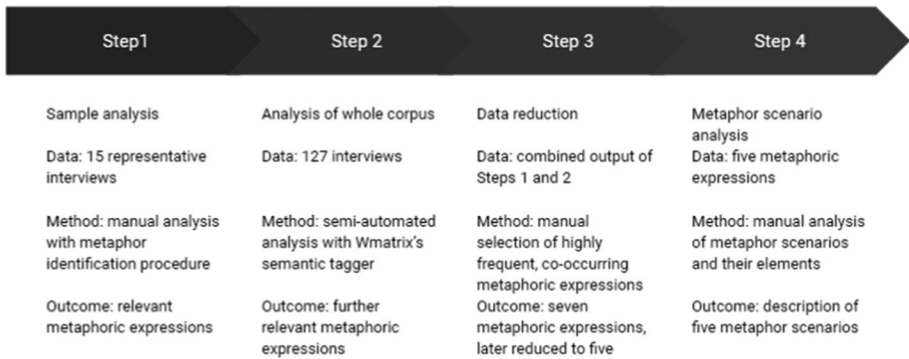 Step1
Step 2
Step 3
Step 4
Sample analysis
Data: 15 representative
interviews
Method: manual analysis
with metaphor
identification procedure
Outcome: relevant
metaphoric expressions
Analysis of whole corpus
Data: 127 interviews
Method: semi-automated
analysis with Wmatrix's
semantic tagger
Outcome: further
relevant metaphoric
expressions
Data reduction
Data: combined output of
Steps 1 and 2
Method: manual
selection of highly
frequent, co-occurring
metaphoric expressions
Outcome: seven
metaphoric expressions,
later reduced to five
Metaphor scenario
analysis
Data: five metaphoric
expressions
Method: manual analysis
of metaphor scenarios
and their elements
Outcome: description of
five metaphor scenarios